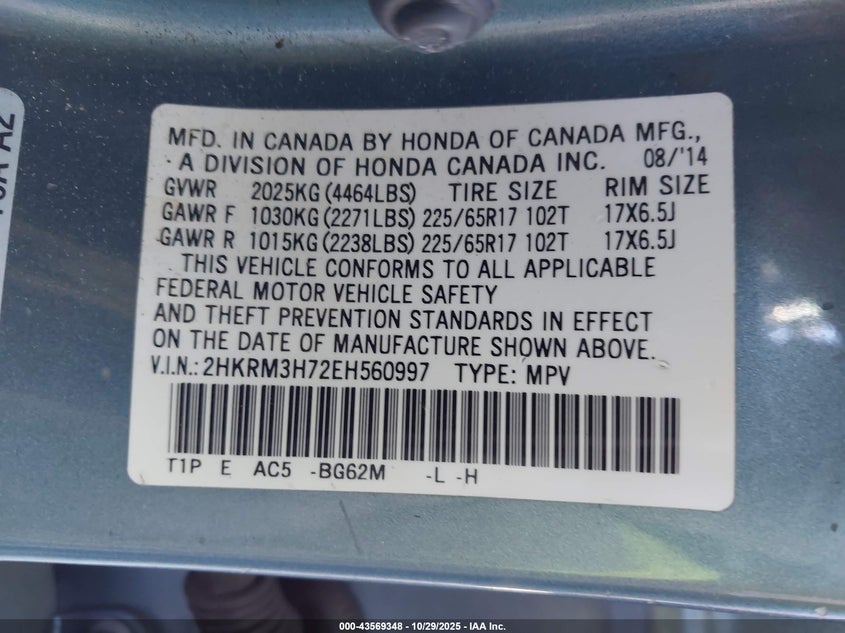 MFD. IN CANADA BY HONDA OF CANADA MFG.,
A DIVISION OF HONDA CANADA INC. 08/'14
GVWR 2025KG (4464LBS) TIRE SIZE RIM SIZE
GAWR F 1030KG (2271LBS) 225/65R17 102T 17X6.5J
GAWR R 1015KG (2238LBS) 225/65R17 102T 17X6.5J
THIS VEHICLE CONFORMS TO ALL APPLICABLE
FEDERAL MOTOR VEHICLE SAFETY
AND THEFT PREVENTION STANDARDS IN EFFECT
ON THE DATE OF MANUFACTURE SHOWN ABOVE.
V.I.N.: 2HKRM3H72EH560997 TYPE: MPV
T1P E AC5 -BG62M -L -H
000-43569348 | 10/29/2025 - IAA Inc.